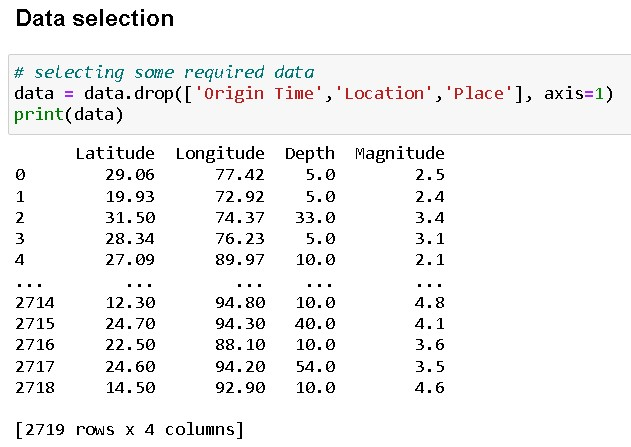 Data selection
# selecting some required data
data = data.drop(['Origin Time','Location','Place'], axis=1)
print(data)
Latitude Longitude Depth Magnitude
0 29.06 77.42 5.0 2.5
1 19.93 72.92 5.0 2.4
2 31.50 74.37 33.0 3.4
3 28.34 76.23 5.0 3.1
4 27.09 89.97 10.0 2.1
... ... ... ... ...
2714 12.30 94.80 10.0 4.8
2715 24.70 94.30 40.0 4.1
2716 22.50 88.10 10.0 3.6
2717 24.60 94.20 54.0 3.5
2718 14.50 92.90 10.0 4.6
[2719 rows x 4 columns]